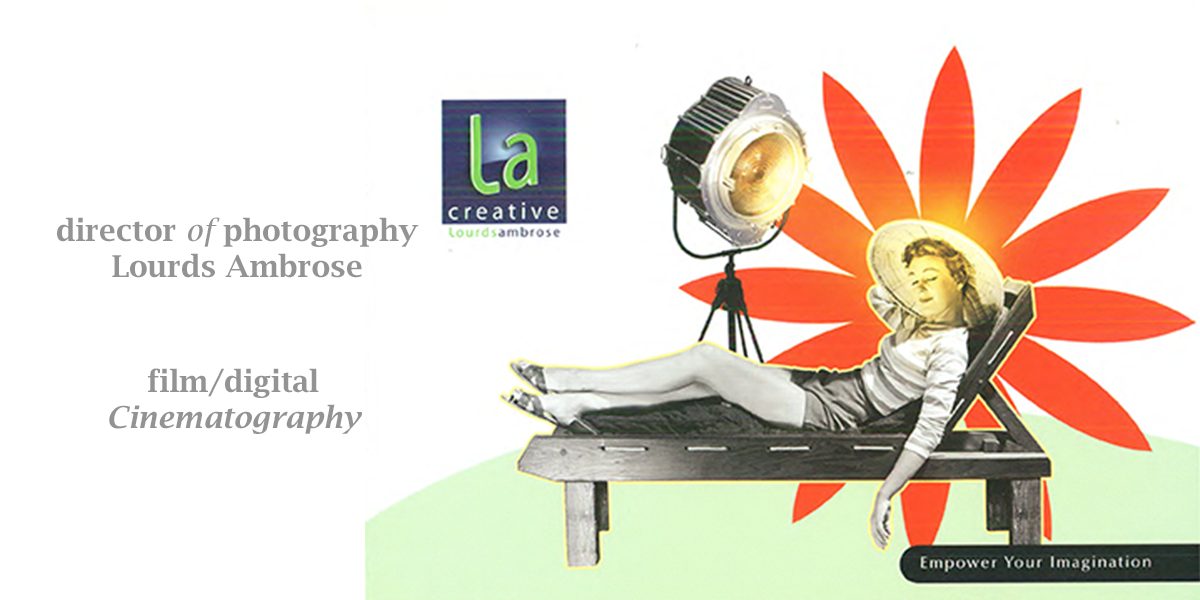 director of photography
Lourds Ambrose
film/digital
Cinematography
La
creative
Lourdsambrose
Empower Your Imagination